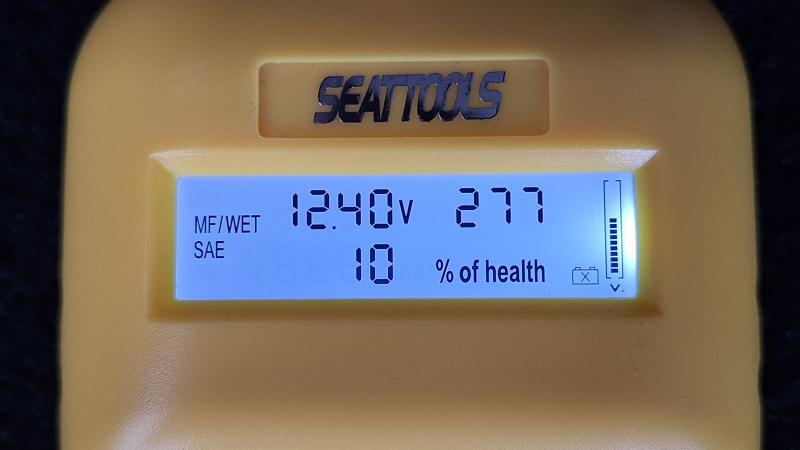 SEATTOOLS
MF/WET 12.40V 277
SAE 10 % of health
V.